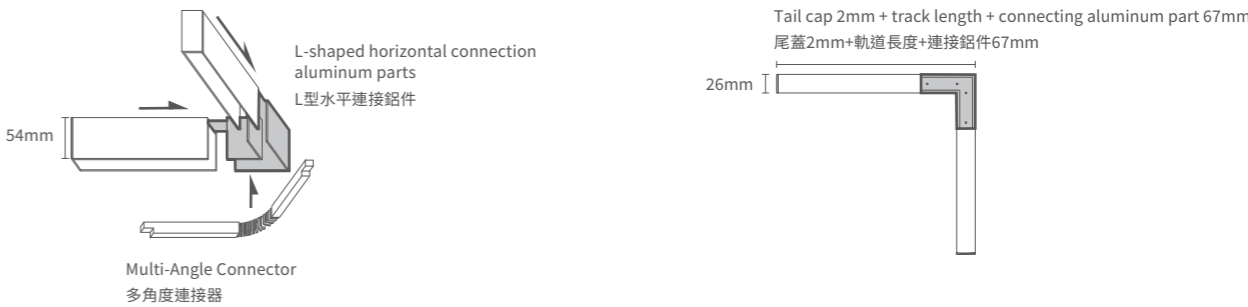 L-shaped horizontal connection
aluminum parts
L型水平連接鋁件
54mm
Multi-Angle Connector
多角度連接器
Tail cap 2mm + track length + connecting aluminum part 67mm
尾蓋2mm+軌道長度+連接鋁件67mm
26mm